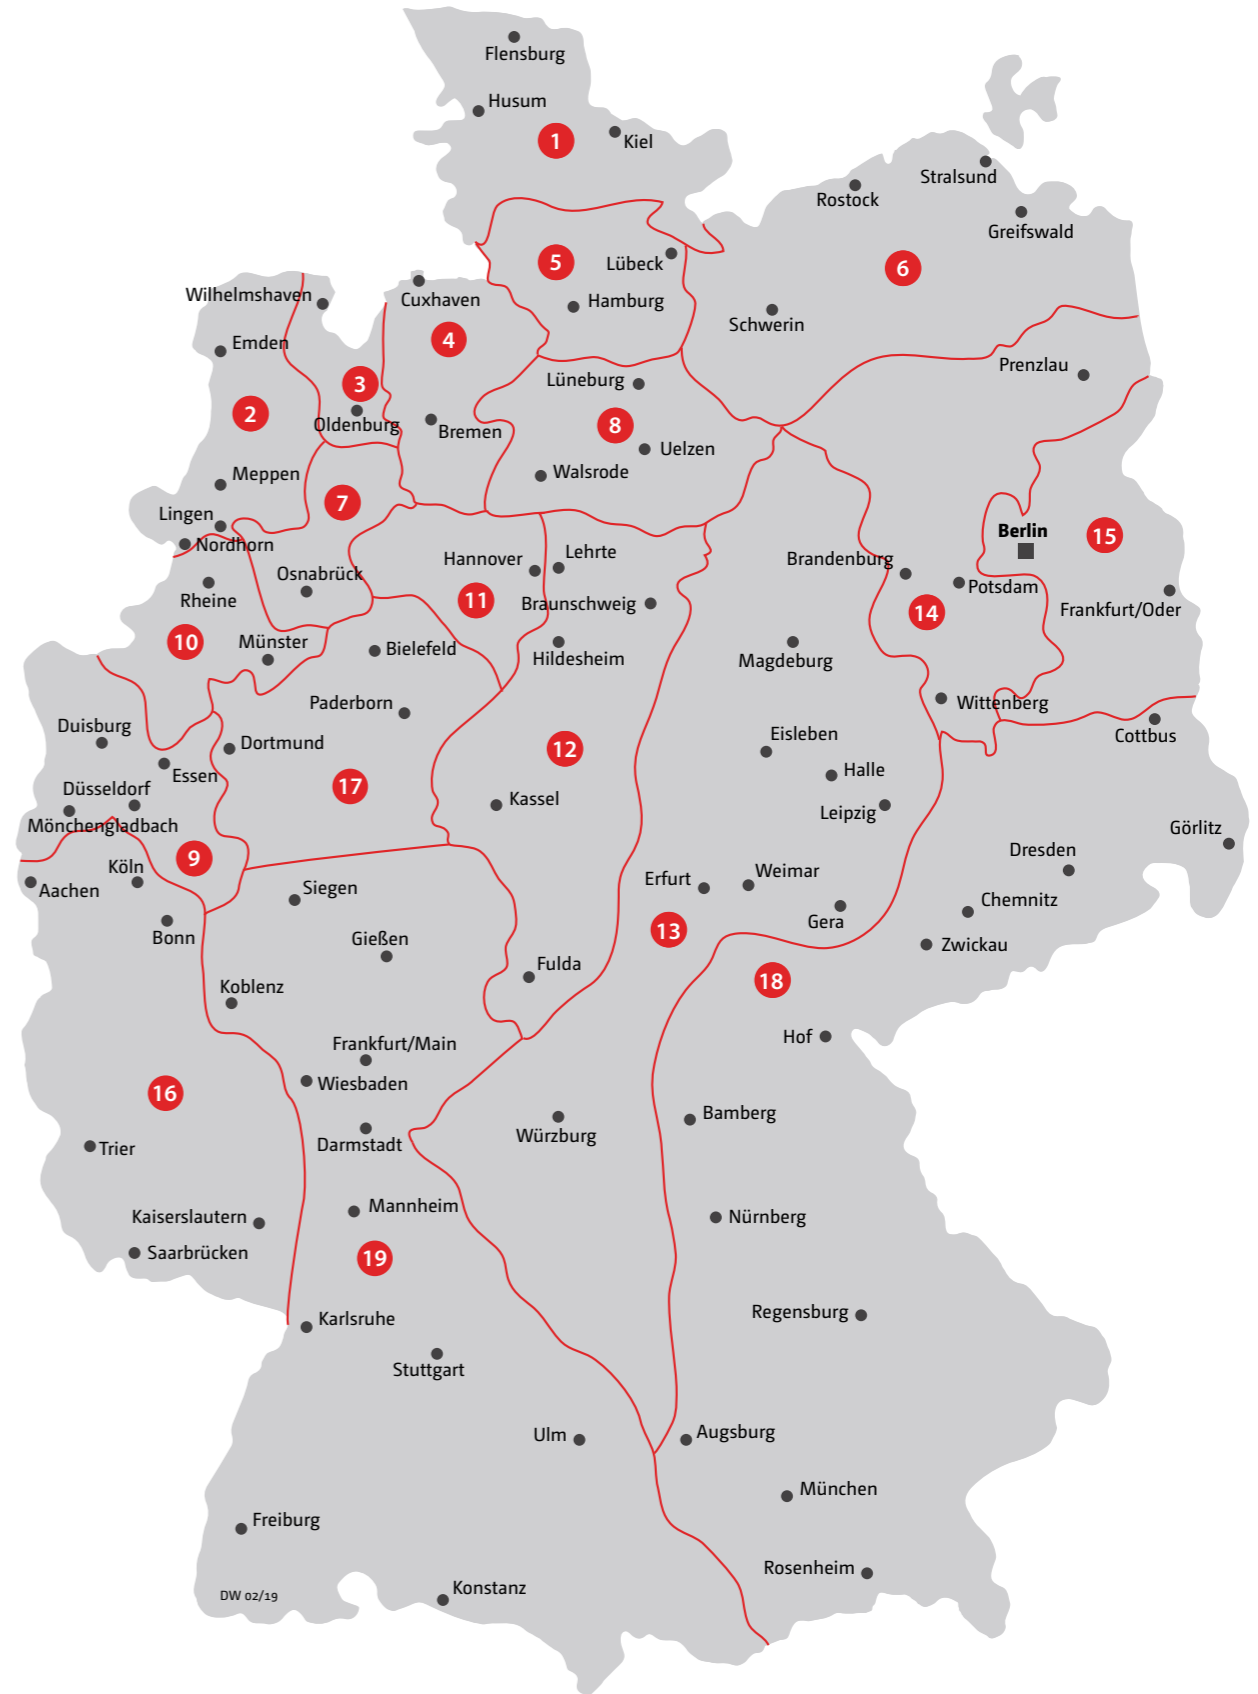 Flensburg
Husum
1
Kiel
Stralsund
Rostock
Greifswald
5
Lübeck
6
Wilhelmshaven
Cuxhaven
Hamburg
Schwerin
Emden
4
Prenzlau
3
Lüneburg
2
Oldenburg
Bremen
8
Uelzen
Meppen
Walsrode
7
Lingen
Berlin
15
Nordhorn
Hannover
Lehrte
Brandenburg
Osnabrück
Potsdam
Rheine
11
Braunschweig
Frankfurt/Oder
14
10
Münster
Bielefeld
Hildesheim
Magdeburg
Paderborn
Wittenberg
Duisburg
Dortmund
12
Eisleben
Cottbus
Essen
Halle
Düsseldorf
17
Kassel
Leipzig
Mönchengladbach
Görlitz
9
Dresden
Köln
Aachen
Siegen
Erfurt
Weimar
Chemnitz
Bonn
Gießen
13
Gera
Zwickau
Fulda
18
Koblenz
Hof
Frankfurt/Main
Wiesbaden
16
Bamberg
Trier
Darmstadt
Würzburg
Kaiserslautern
Mannheim
Nürnberg
Saarbrücken
19
Karlsruhe
Regensburg
Stuttgart
Ulm
Augsburg
München
Freiburg
Rosenheim
DW 02/19
Konstanz